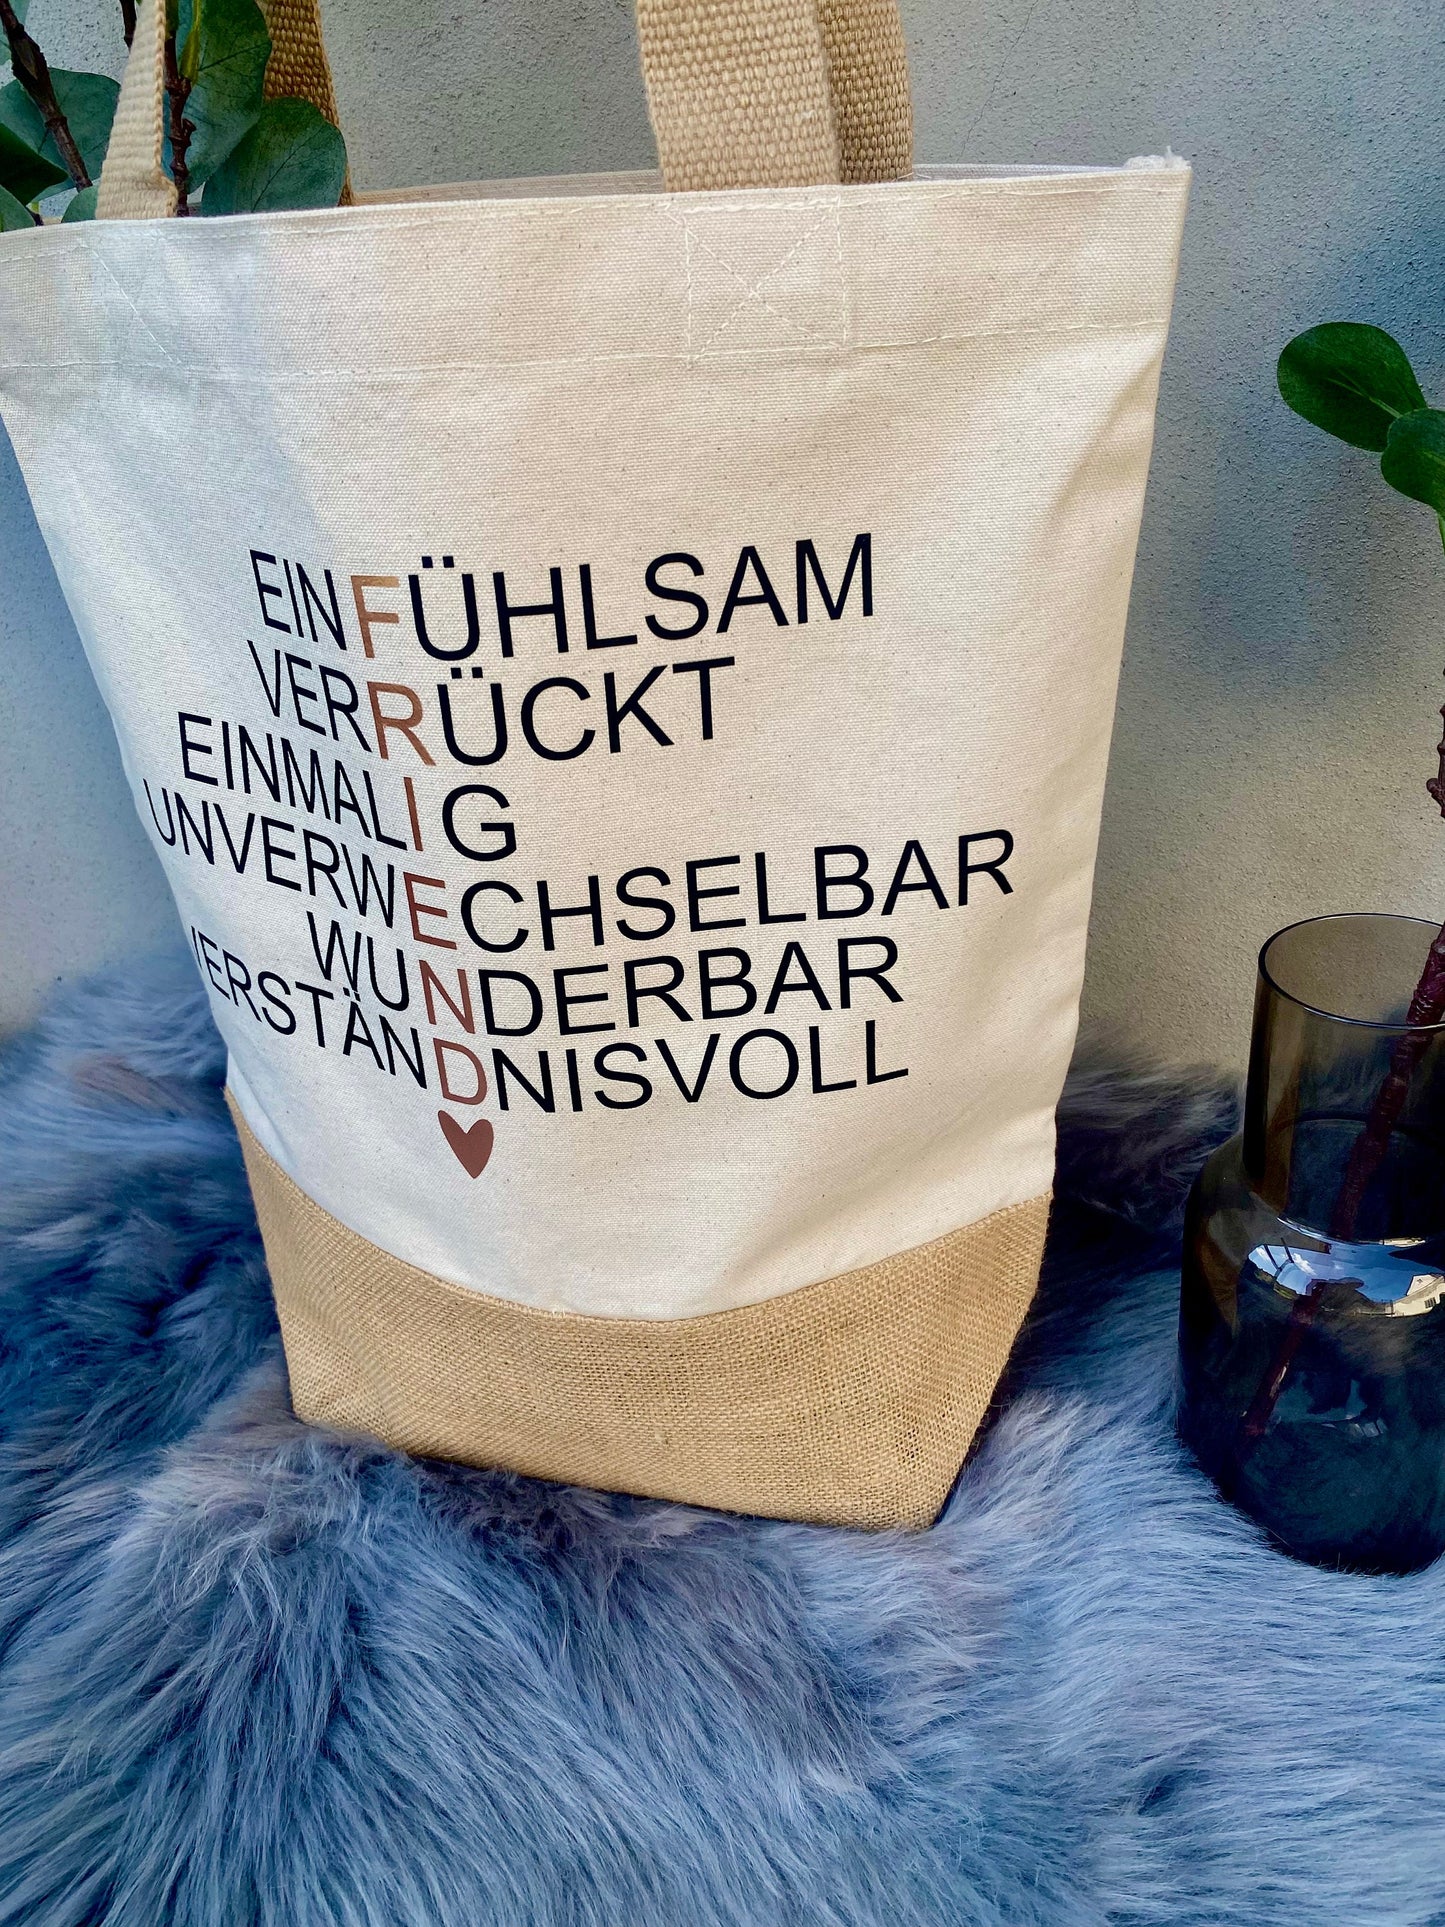 EINFÜHLSAM
VERRÜCKT
EINMALIG
UNVERWECHSELBAR
WUNDERBAR
VERSTÄNDNISVOLL